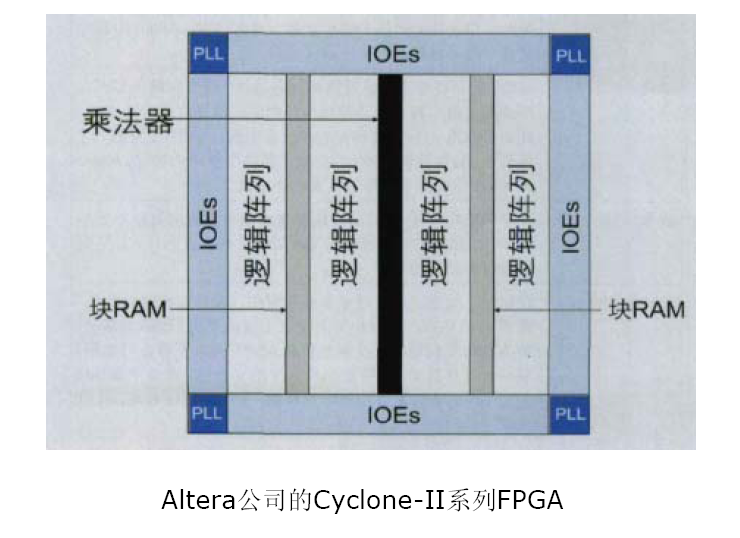 PLL IOEs PLL
乘法器
IOEs 逻辑阵列 逻辑阵列 逻辑阵列 逻辑阵列 IOEs
块RAM 块RAM
PLL IOEs PLL
Altera公司的Cyclone-II系列FPGA